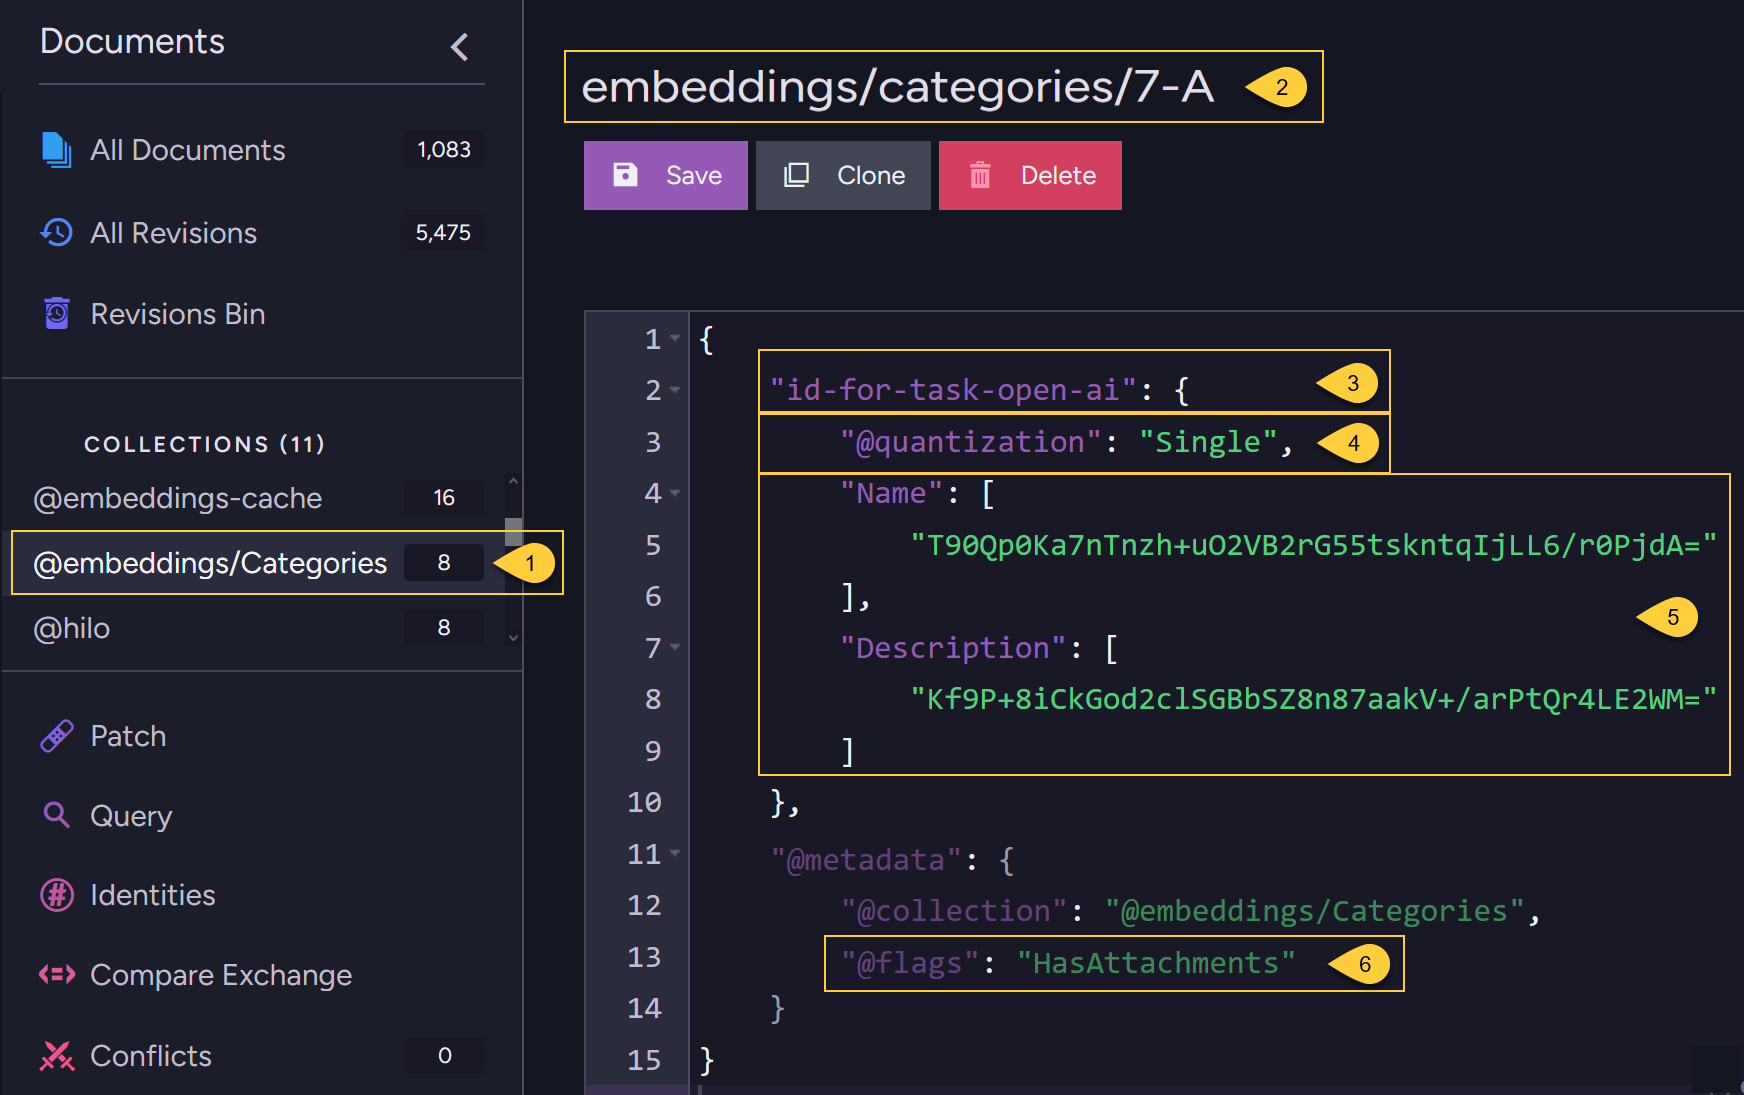 Documents
All Documents 1,083
All Revisions 5,475
Revisions Bin
COLLECTIONS (11)
@embeddings-cache 16
@embeddings/Categories 8 1
@hilo 8
Patch
Query
Identities
Compare Exchange
Conflicts 0
embeddings/categories/7-A 2
Save Clone Delete
1 {
2 "id-for-task-open-ai": { 3
3 "@quantization": "Single", 4
4 "Name": [
5 "T90Qp0Ka7nTnzh+uO2VB2rG55tskntqIjLL6/r0PjdA="
6 ], 5
7 "Description": [
8 "Kf9P+8iCkGod2clSGBbSZ8n87aakV+/arPtQr4LE2WM="
9 ]
10 },
11 "@metadata": {
12 "@collection": "@embeddings/Categories",
13 "@flags": "HasAttachments" 6
14 }
15 }